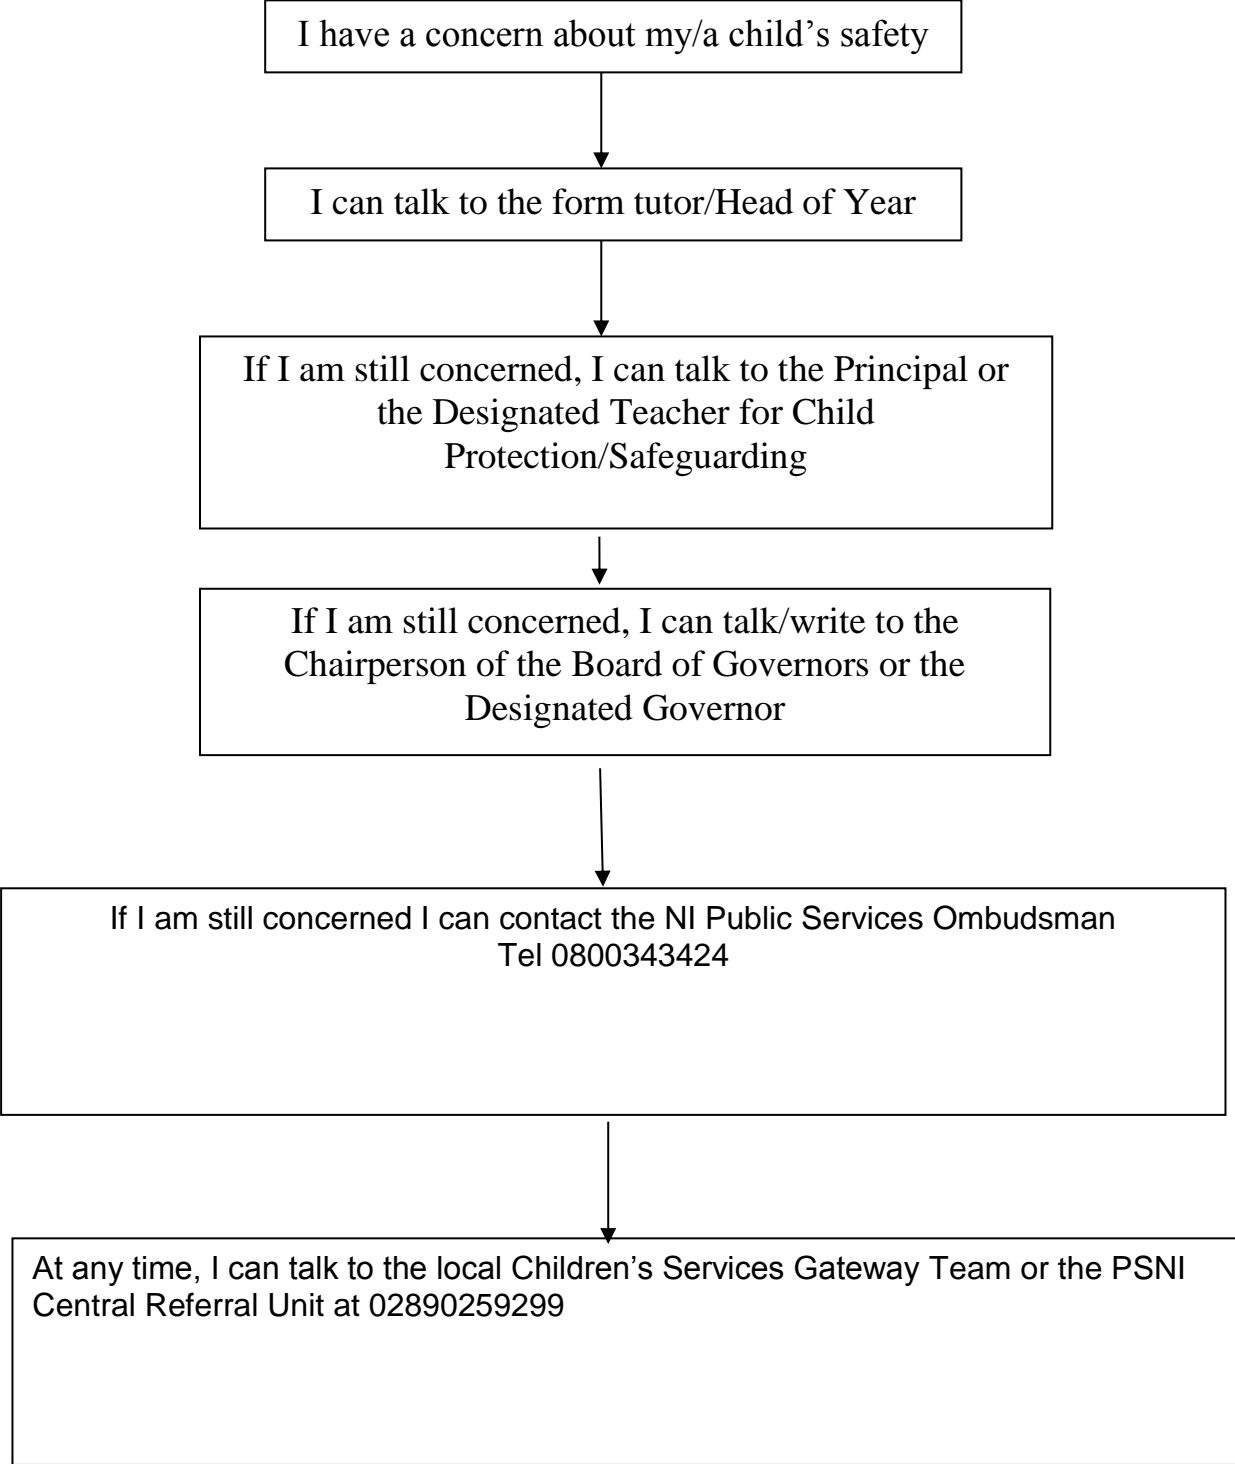 I have a concern about my/a child’s safety
I can talk to the form tutor/Head of Year
If I am still concerned, I can talk to the Principal or
the Designated Teacher for Child
Protection/Safeguarding
If I am still concerned, I can talk/write to the
Chairperson of the Board of Governors or the
Designated Governor
If I am still concerned I can contact the NI Public Services Ombudsman
Tel 0800343424
At any time, I can talk to the local Children’s Services Gateway Team or the PSNI
Central Referral Unit at 02890259299